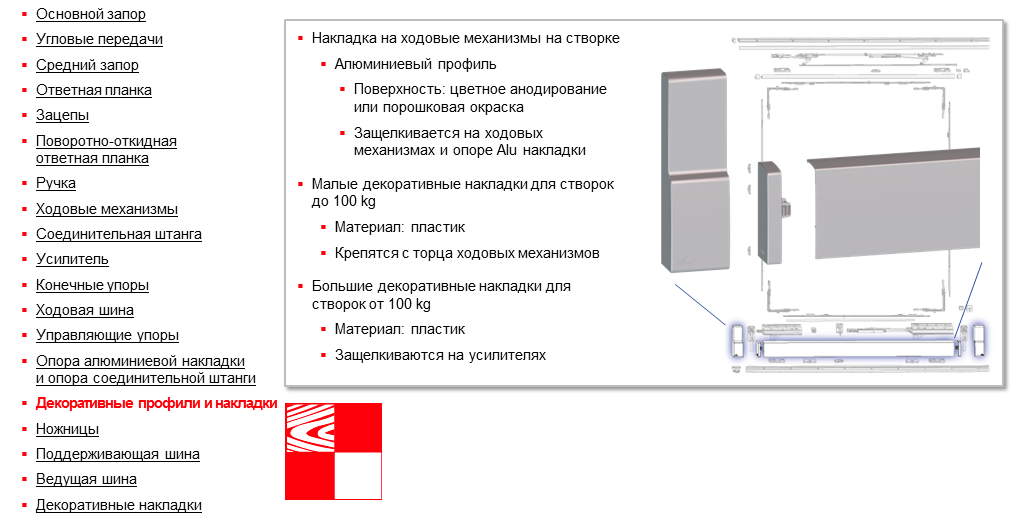 Основной запор
Угловые передачи
Средний запор
Ответная планка
Зацепы
Поворотно-откидная
ответная планка
Ручка
Ходовые механизмы
Соединительная штанга
Усилитель
Конечные упоры
Ходовая шина
Управляющие упоры
Опора алюминиевой накладки
и опора соединительной штанги
Декоративные профили и накладки
Ножницы
Поддерживающая шина
Ведущая шина
Декоративные накладки
Накладка на ходовые механизмы на створке
Алюминиевый профиль
Поверхность: цветное анодирование
или порошковая окраска
Защелкивается на ходовых
механизмах и опоре Alu накладки
Малые декоративные накладки для створок
до 100 kg
Материал: пластик
Крепятся с торца ходовых механизмов
Большие декоративные накладки для
створок от 100 kg
Материал: пластик
Защелкиваются на усилителях